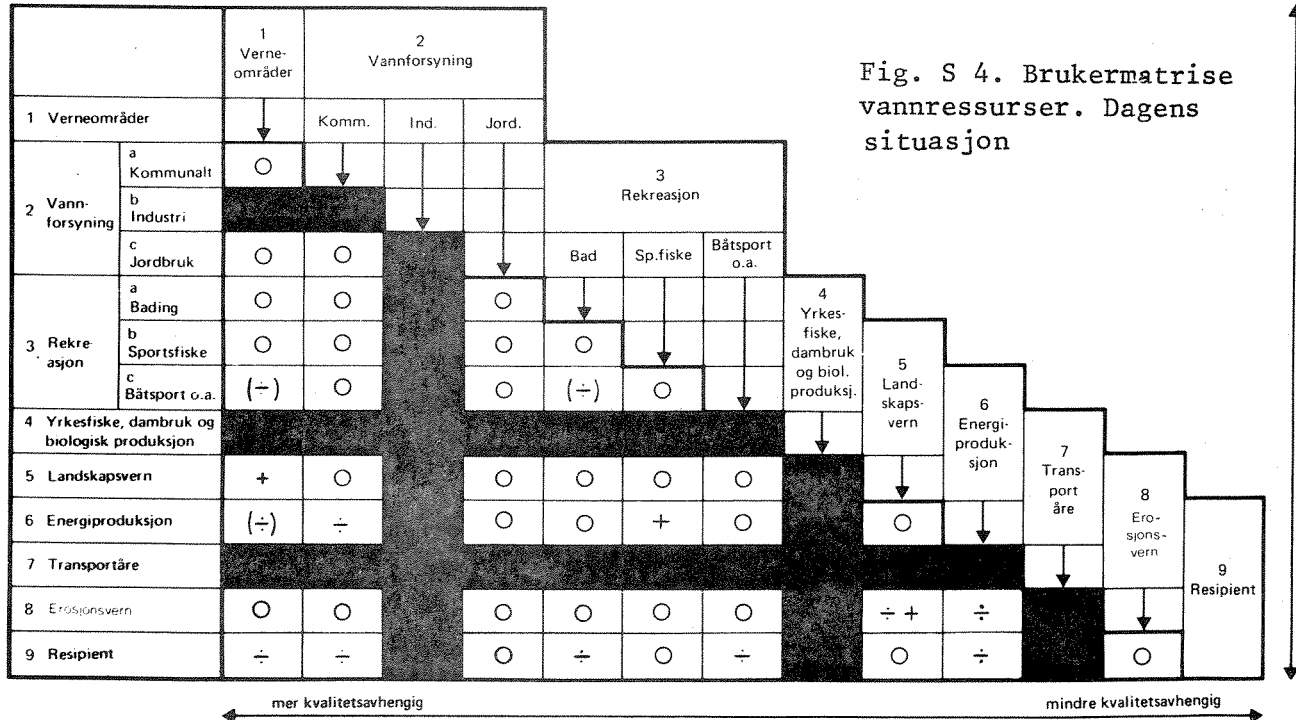 Fig. S 4. Brukermatrise
vannressurser. Dagens
situasjon
1
Verne-
områder
2
Vannforsyning
1 Verneområder
Komm. Ind. Jord.
3
Rekreasjon
2 Vann-
forsyning
a
Kommunalt ○
b
Industri
c
Jordbruk ○ ○
Bad Sp.fiske Båtsport
o.a.
3 Rekre-
asjon
a
Bading ○ ○ ○
b
Sportsfiske ○ ○ ○ ○
c
Båtsport o.a. (÷) ○ ○ (÷) ○
4
Yrkes-
fiske,
dambruk
og biol.
produksj.
5
Land-
skaps-
vern
6
Energi-
produk-
sjon
7
Trans-
port
åre
8
Ero-
sjons-
vern
9
Resipient
4 Yrkesfiske, dambruk og
biologisk produksjon
5 Landskapsvern + ○ ○ ○ ○ ○
6 Energiproduksjon (÷) ÷ ○ ○ + ○ ○
7 Transportåre
8 Erosjonsvern ○ ○ ○ ○ ○ ○ ÷ + ÷
9 Resipient ÷ ÷ ○ ÷ ○ ÷ ○ ÷ ○
mer kvalitetsavhengig mindre kvalitetsavhengig